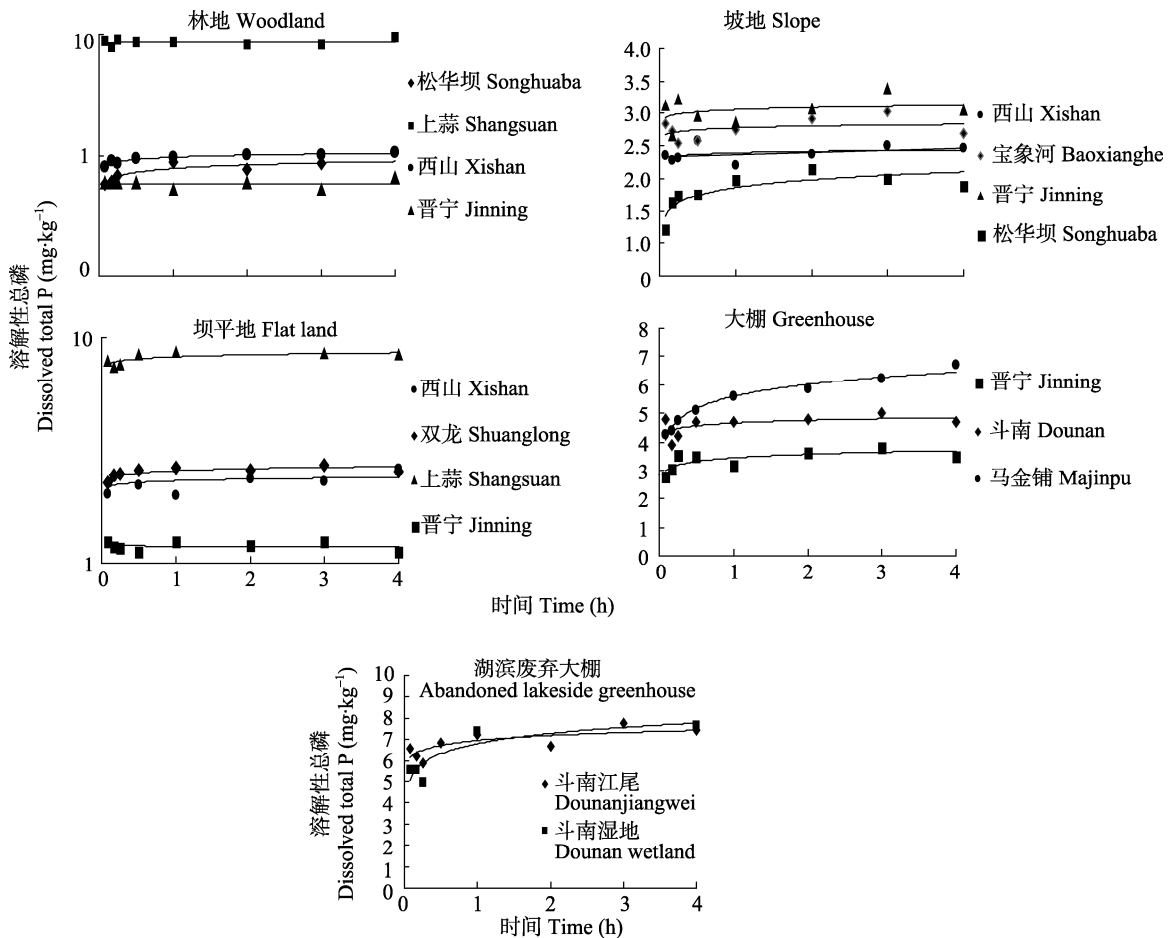 林地 Woodland
10
1
0
松华坝 Songhuaba
上蒜 Shangsuan
西山 Xishan
晋宁 Jinning
坡地 Slope
4.0
3.5
3.0
2.5
2.0
1.5
1.0
西山 Xishan
宝象河 Baoxianghe
晋宁 Jinning
松华坝 Songhuaba
溶解性总磷
Dissolved total P (mg·kg⁻¹)
坝平地 Flat land
10
1
0 1 2 3 4
西山 Xishan
双龙 Shuanglong
上蒜 Shangsuan
晋宁 Jinning
大棚 Greenhouse
8
7
6
5
4
3
2
1
0
0 1 2 3 4
晋宁 Jinning
斗南 Dounan
马金铺 Majinpu
时间 Time (h)
湖滨废弃大棚
Abandoned lakeside greenhouse
溶解性总磷
Dissolved total P (mg·kg⁻¹)
10
9
8
7
6
5
4
3
2
1
0
0 1 2 3 4
斗南江尾
Dounanjiangwei
斗南湿地
Dounan wetland
时间 Time (h)